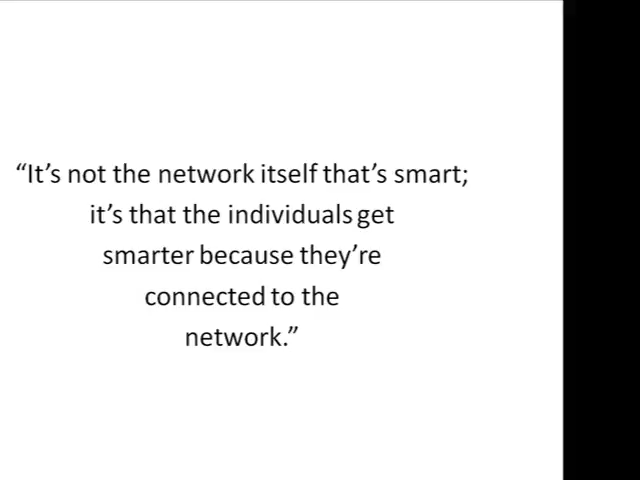 “It’s not the network itself that’s smart;
it’s that the individuals get
smarter because they’re
connected to the
network.”